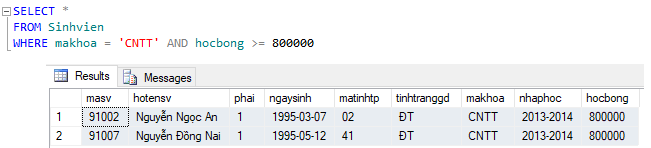 SELECT *
FROM Sinhvien
WHERE makhoa = 'CNTT' AND hocbong >= 800000
Results Messages
masv hotensv phai ngaysinh matinhtp tinhtranggd makhoa nhaphoc hocbong
1 91002 Nguyễn Ngọc An 1 1995-03-07 02 ĐT CNTT 2013-2014 800000
2 91007 Nguyễn Đồng Nai 1 1995-05-12 41 ĐT CNTT 2013-2014 800000